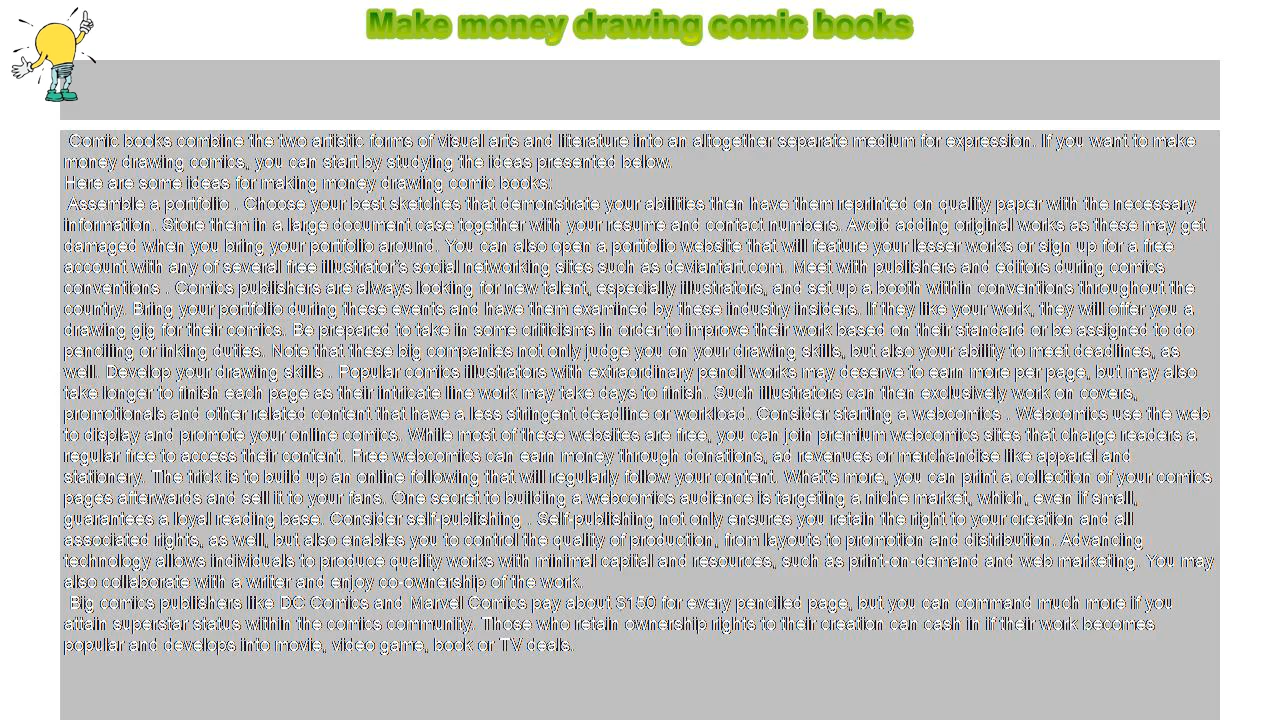 Make money drawing comic books
Comic books combine the two artistic forms of visual arts and literature into an altogether separate medium for expression. If you want to make
money drawing comics, you can start by studying the ideas presented below.
Here are some ideas for making money drawing comic books:
Assemble a portfolio . Choose your best sketches that demonstrate your abilities then have them reprinted on quality paper with the necessary
information. Store them in a large document case together with your resume and contact numbers. Avoid adding original works as these may get
damaged when you bring your portfolio around. You can also open a portfolio website that will feature your lesser works or sign up for a free
account with any of several free illustrator's social networking sites such as deviantart.com. Meet with publishers and editors during comics
conventions . Comics publishers are always looking for new talent, especially illustrators, and set up a booth within conventions throughout the
country. Bring your portfolio during these events and have them examined by these industry insiders. If they like your work, they will offer you a
drawing gig for their comics. Be prepared to take in some criticisms in order to improve their work based on their standard or be assigned to do
penciling or inking duties. Note that these big companies not only judge you on your drawing skills, but also your ability to meet deadlines, as
well. Develop your drawing skills . Popular comics illustrators with extraordinary pencil works may deserve to earn more per page, but may also
take longer to finish each page as their intricate line work may take days to finish. Such illustrators can then exclusively work on covers,
promotionals and other related content that have a less stringent deadline or workload. Consider starting a webcomics . Webcomics use the web
to display and promote your online comics. While most of these websites are free, you can join premium webcomics sites that charge readers a
regular fee to access their content. Free webcomics can earn money through donations, ad revenues or merchandise like apparel and
stationery. The trick is to build up an online following that will regularly follow your content. What's more, you can print a collection of your comics
pages afterwards and sell it to your fans. One secret to building a webcomics audience is targeting a niche market, which, even if small,
guarantees a loyal reading base. Consider self-publishing . Self-publishing not only ensures you retain the right to your creation and all
associated rights, as well, but also enables you to control the quality of production, from layouts to promotion and distribution. Advancing
technology allows individuals to produce quality works with minimal capital and resources, such as print-on-demand and web marketing. You may
also collaborate with a writer and enjoy co-ownership of the work.
Big comics publishers like DC Comics and Marvel Comics pay about $150 for every penciled page, but you can command much more if you
attain superstar status within the comics community. Those who retain ownership rights to their creation can cash in if their work becomes
popular and develops into movie, video game, book or TV deals.